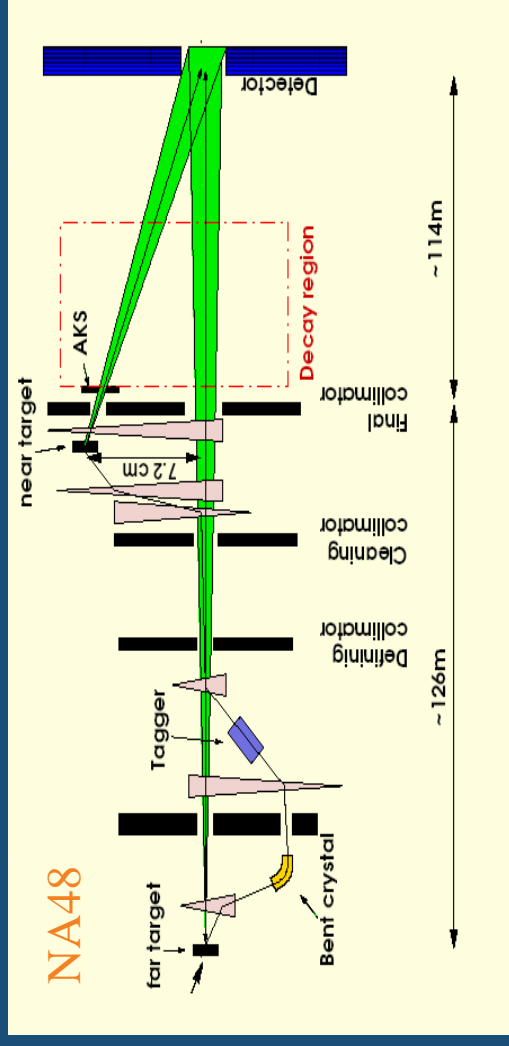 NA48
far target
Bent crystal
Tagger
Defininig
collimator
Cleaning
collimator
7.2 cm
near target
AKS
Final
collimator
Decay region
Detector
~126m
~114m